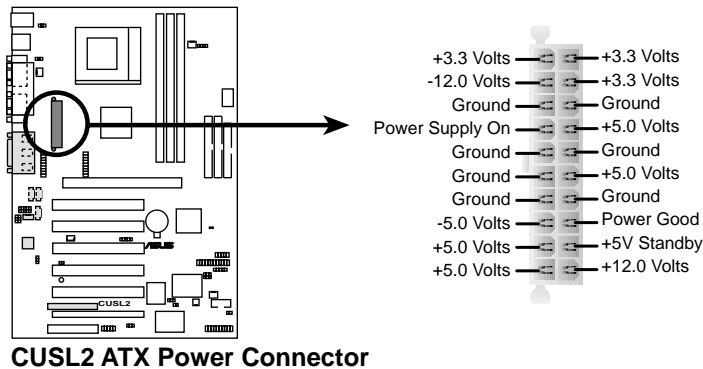 +3.3 Volts +3.3 Volts
-12.0 Volts +3.3 Volts
Ground Ground
Power Supply On +5.0 Volts
Ground Ground
Ground +5.0 Volts
Ground Ground
-5.0 Volts Power Good
+5.0 Volts +5V Standby
+5.0 Volts +12.0 Volts
/ISUS
CUSL2
CUSL2 ATX Power Connector